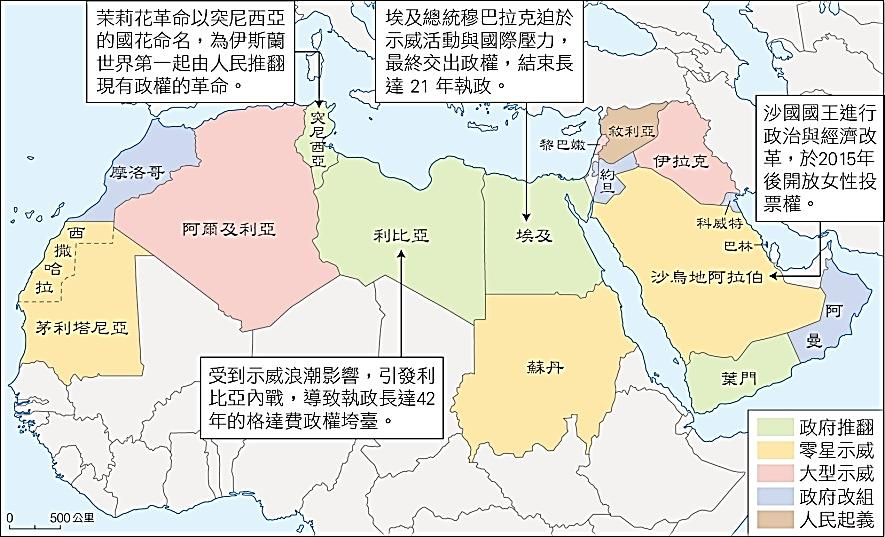 茉莉花革命以突尼西亞
的國花命名，為伊斯蘭
世界第一起由人民推翻
現有政權的革命。
埃及總統穆巴拉克迫於
示威活動與國際壓力，
最終交出政權，結束長
達 21 年執政。
沙國國王進行
政治與經濟改
革，於2015年
後開放女性投
票權。
突尼西亞
敘利亞
黎巴嫩
伊拉克
約旦
摩洛哥
科威特
巴林
西撒哈拉
阿爾及利亞
利比亞
埃及
沙烏地阿拉伯
茅利塔尼亞
阿曼
蘇丹
葉門
受到示威浪潮影響，引發利
比亞內戰，導致執政長達42
年的格達費政權垮臺。
政府推翻
零星示威
大型示威
政府改組
人民起義
0 500公里